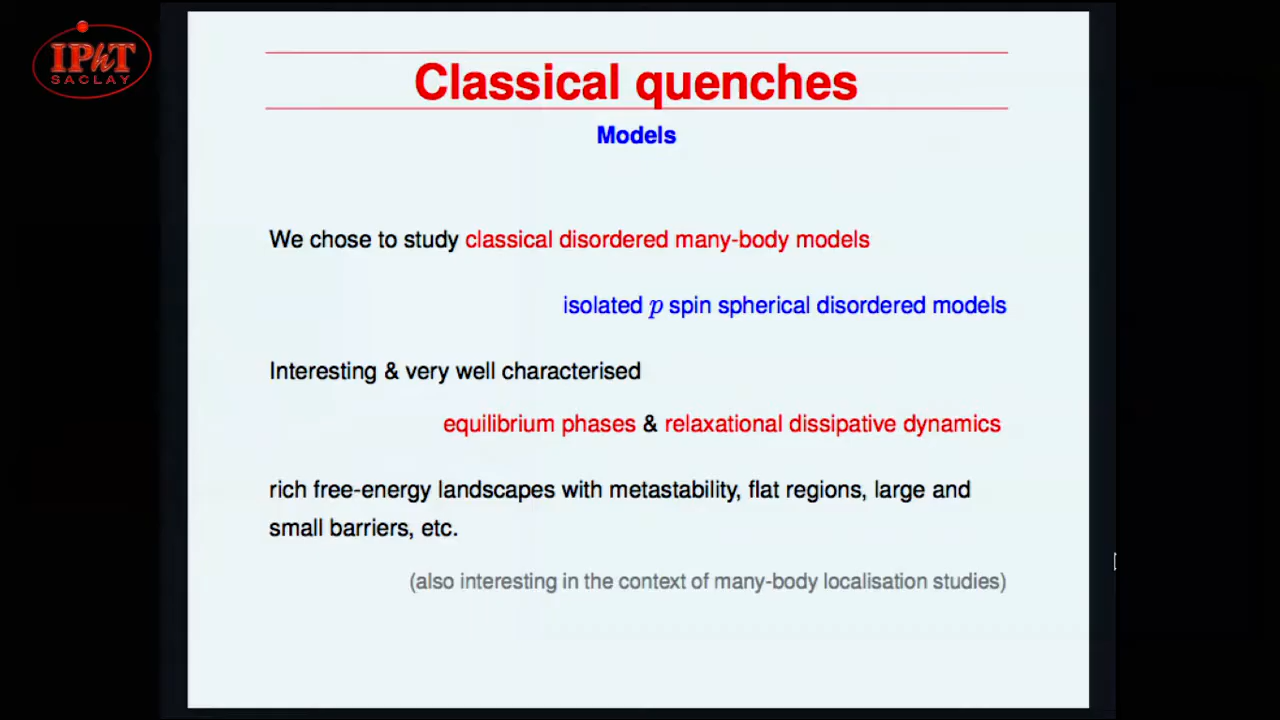 IPhT
SACLAY
Classical quenches
Models
We chose to study classical disordered many-body models
isolated p spin spherical disordered models
Interesting & very well characterised
equilibrium phases & relaxational dissipative dynamics
rich free-energy landscapes with metastability, flat regions, large and
small barriers, etc.
(also interesting in the context of many-body localisation studies)